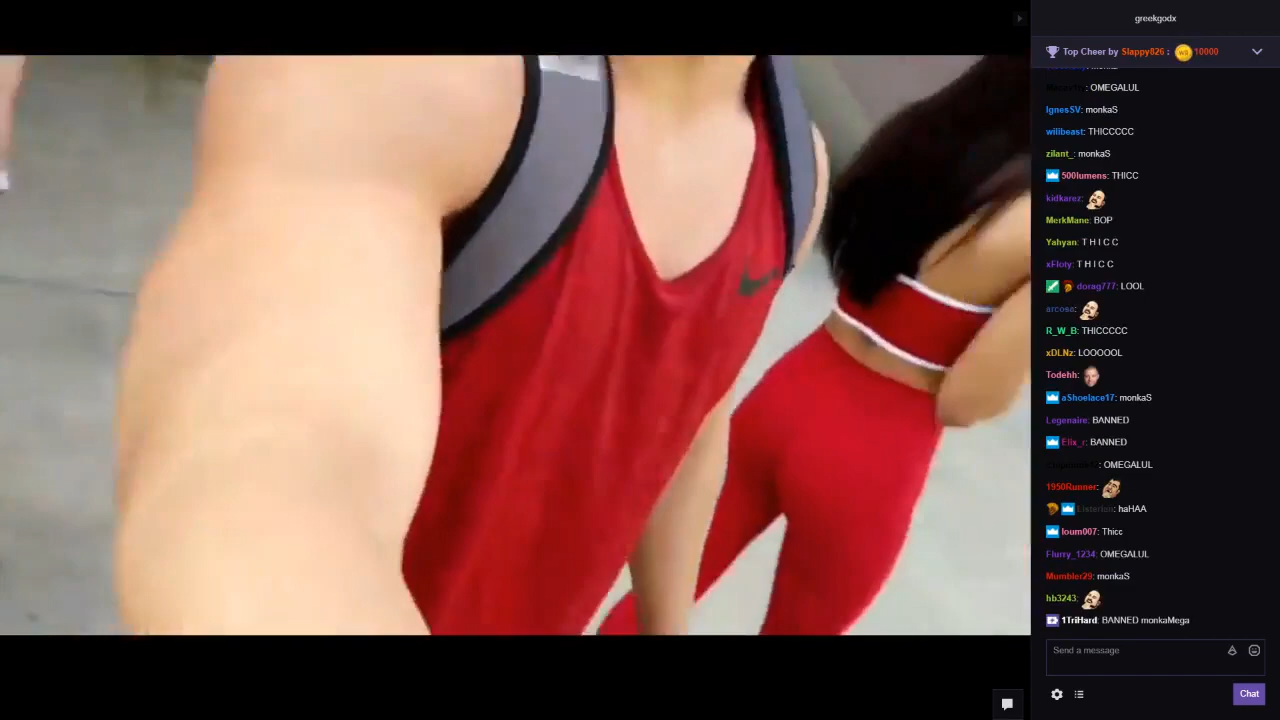 greekgodx
Top Cheer by Slappy826 : 10000
: OMEGALUL
IgnesSV: monkaS
willbeast: THICCCCC
zilant_: monkaS
500lumens: THICC
kidkarez:
MerkMane: BOP
Yahyan: T H I C C
xFloty: T H I C C
dorag777: LOOL
arcosa:
R_W_B: THICCCCC
xDLNz: LOOOOOL
Todehh:
aShoelace17: monkaS
Legenaire: BANNED
Elix_r: BANNED
: OMEGALUL
1950Runner:
Listerian: haHAA
loum007: Thicc
Flurry_1234: OMEGALUL
Mumbler29: monkaS
hb3243:
1TriHard: BANNED monkaMega
Send a message
Chat